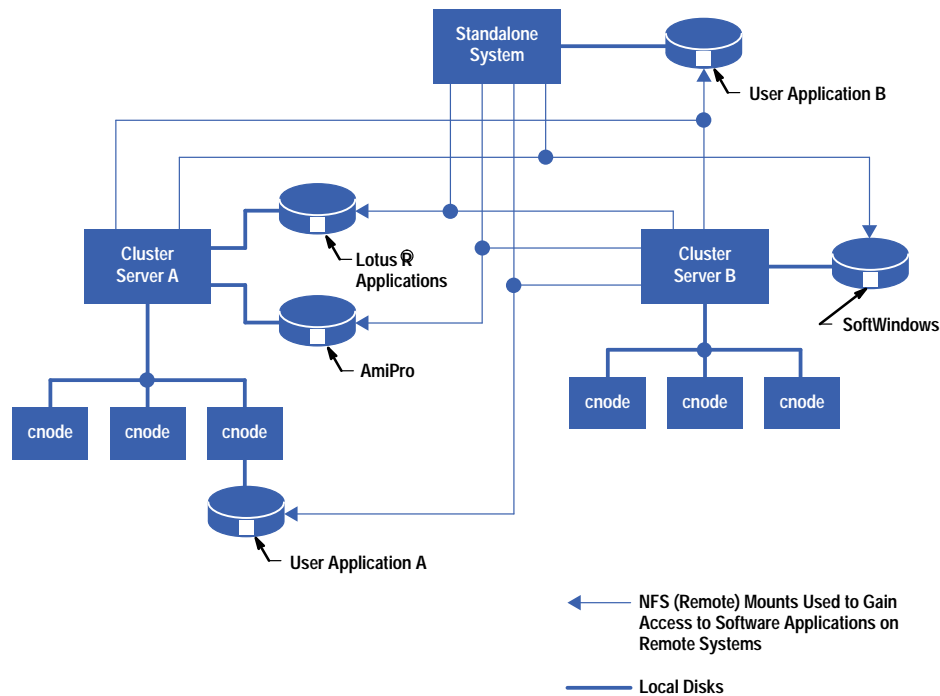 Standalone
System
User Application B
Cluster
Server A
Lotus ®
Applications
Cluster
Server B
SoftWindows
AmiPro
cnode
cnode
cnode
cnode
cnode
cnode
User Application A
NFS (Remote) Mounts Used to Gain
Access to Software Applications on
Remote Systems
Local Disks